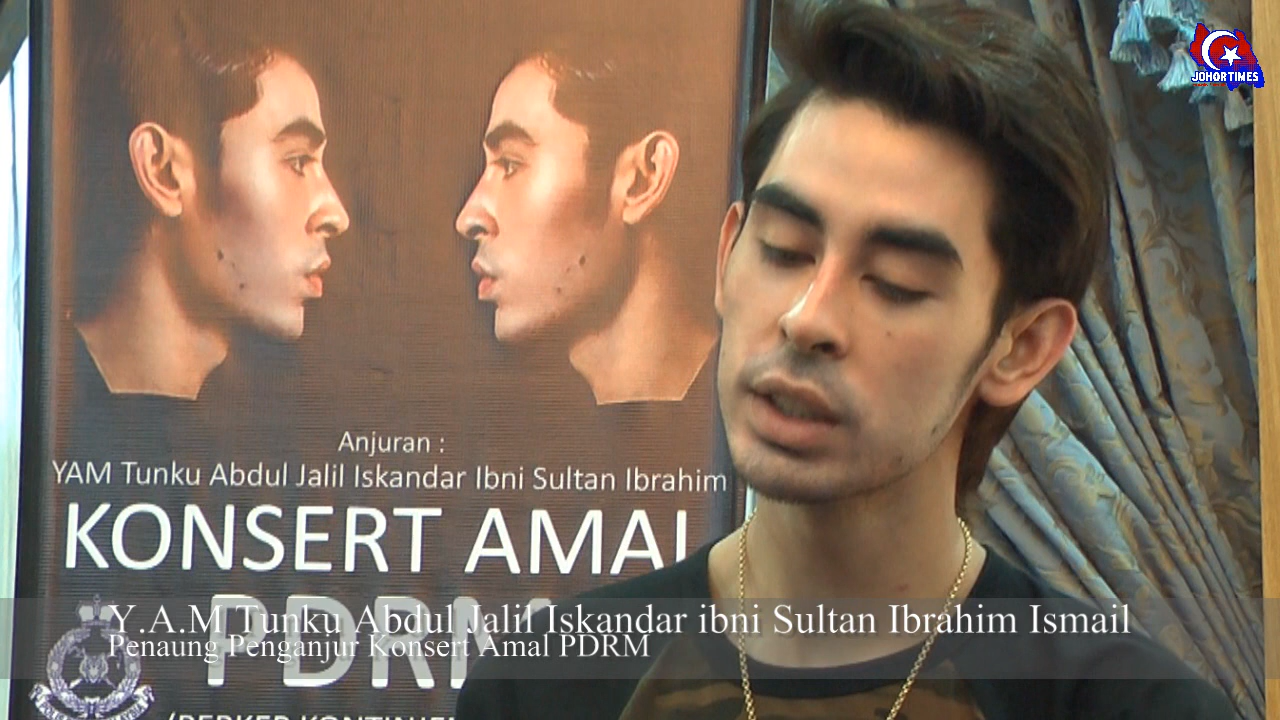 JOHORTIMES
Anjuran :
YAM Tunku Abdul Jalil Iskandar Ibni Sultan Ibrahim
KONSERT AMAL
PDRM
Y.A.M Tunku Abdul Jalil Iskandar ibni Sultan Ibrahim Ismail
Penaung Penganjur Konsert Amal PDRM